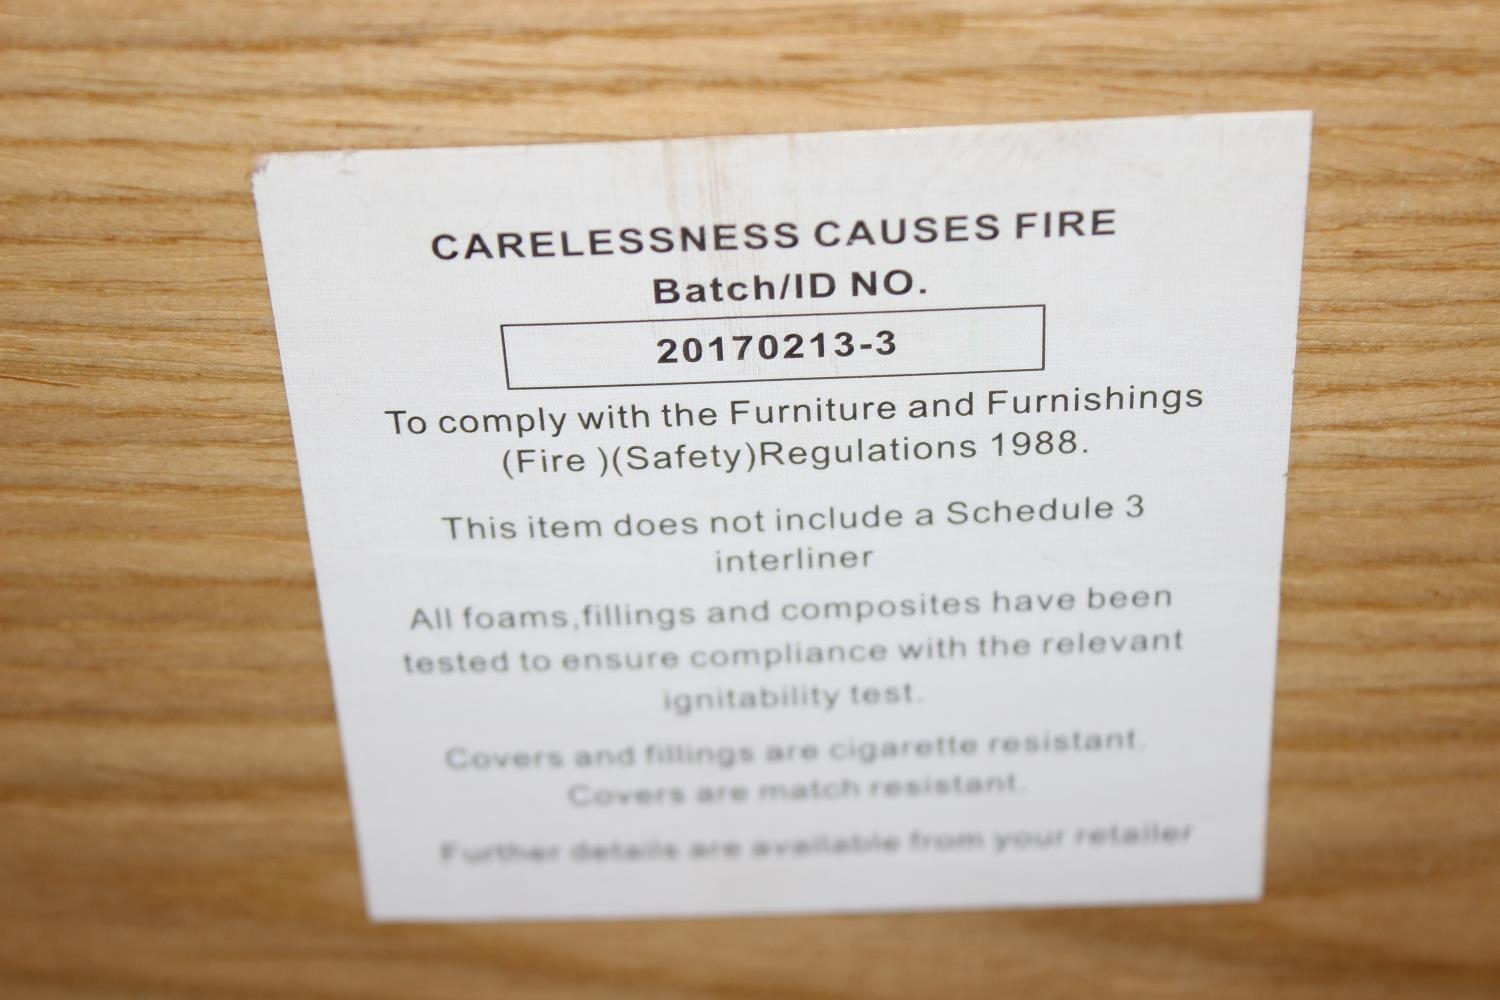 CARELESSNESS CAUSES FIRE
Batch/ID NO.
20170213-3
To comply with the Furniture and Furnishings
(Fire )(Safety)Regulations 1988.
This item does not include a Schedule 3
interliner
All foams,fillings and composites have been
tested to ensure compliance with the relevant
ignitability test.
Covers and fillings are cigarette resistant.
Covers are match resistant.
Further details are available from your retailer